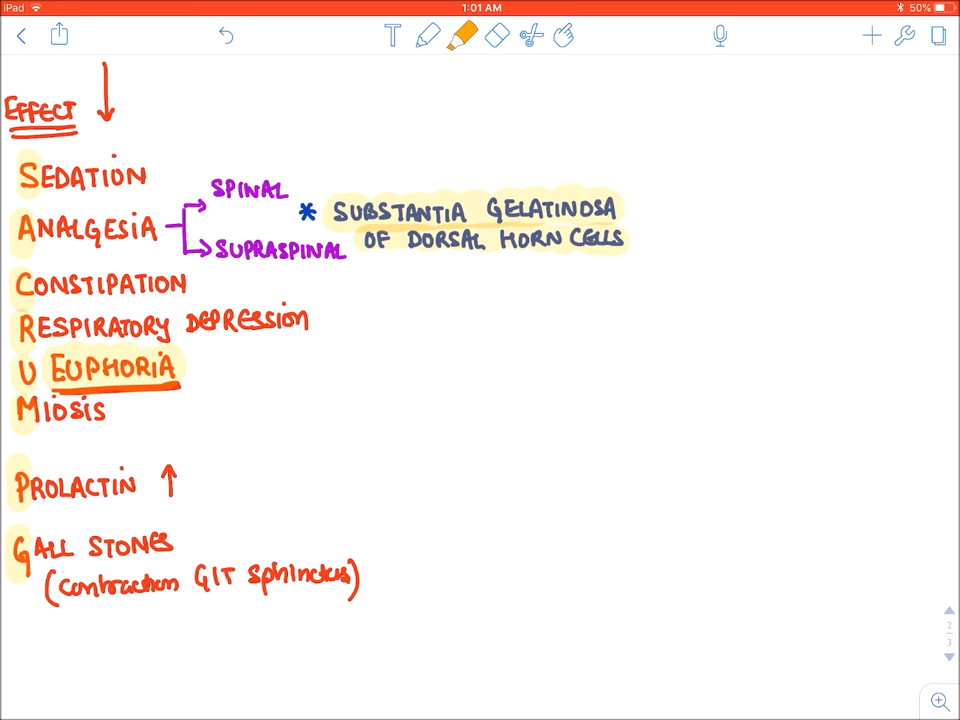 iPad
1:01 AM
50%
T
EFFECT
SEDATION
ANALGESIA
SPINAL
SUPRASPINAL
* SUBSTANTIA GELATINOSA
OF DORSAL HORN CELLS
CONSTIPATION
RESPIRATORY DEPRESSION
U EUPHORIA
MIOSIS
PROLACTIN ↑
GALL STONES
(contraction GIT Sphincters)
2
3